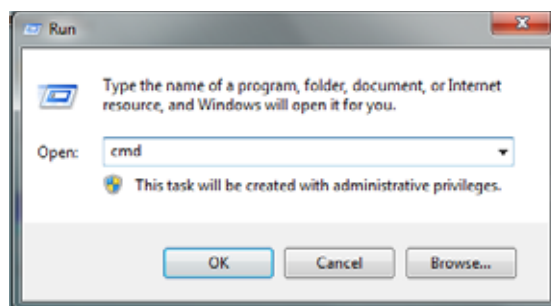 Run
Type the name of a program, folder, document, or Internet
resource, and Windows will open it for you.
Open: cmd
This task will be created with administrative privileges.
OK Cancel Browse...